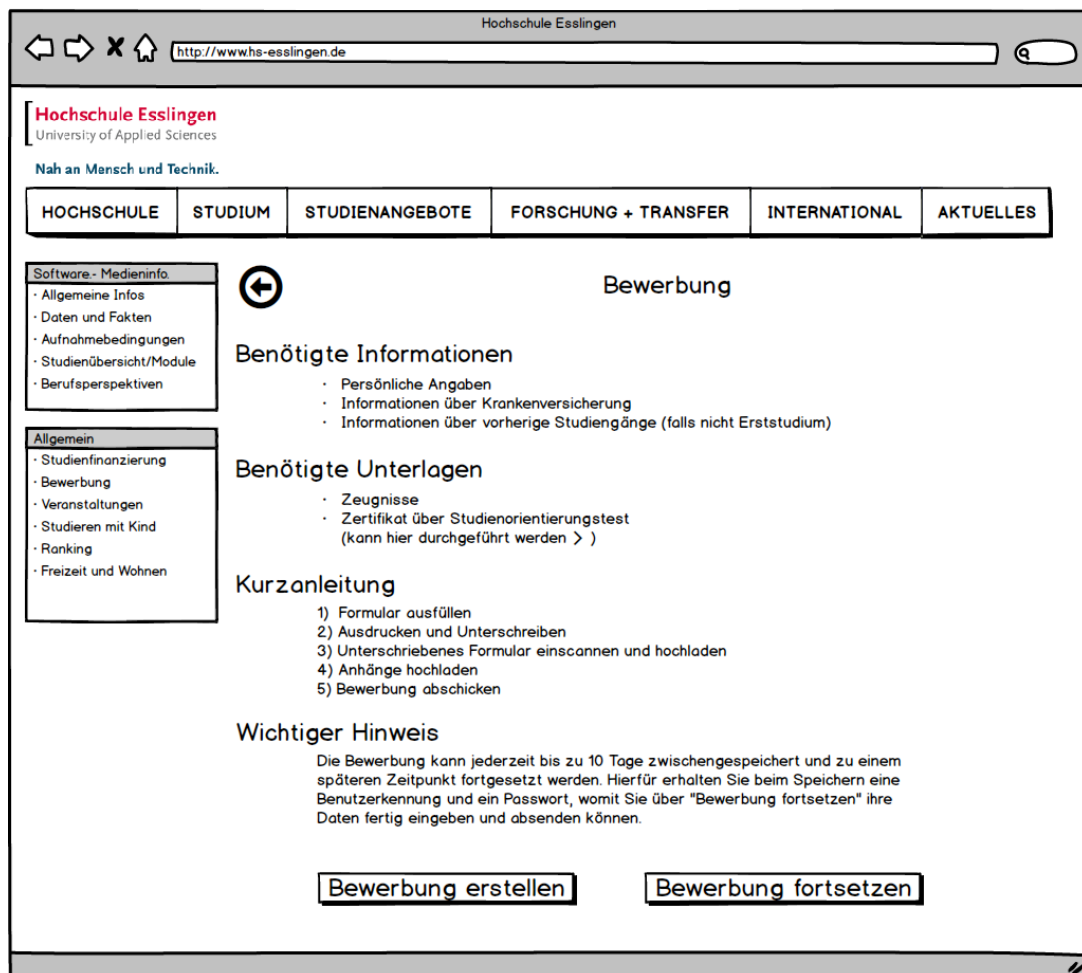 Hochschule Esslingen
http://www.hs-esslingen.de
Hochschule Esslingen
University of Applied Sciences
Nah an Mensch und Technik.
HOCHSCHULE STUDIUM STUDIENANGEBOTE FORSCHUNG + TRANSFER INTERNATIONAL AKTUELLES
Software.- Medieninfo.
· Allgemeine Infos
· Daten und Fakten
· Aufnahmebedingungen
· Studienübersicht/Module
· Berufsperspektiven
Allgemein
· Studienfinanzierung
· Bewerbung
· Veranstaltungen
· Studieren mit Kind
· Ranking
· Freizeit und Wohnen
Bewerbung
Benötigte Informationen
· Persönliche Angaben
· Informationen über Krankenversicherung
· Informationen über vorherige Studiengänge (falls nicht Erststudium)
Benötigte Unterlagen
· Zeugnisse
· Zertifikat über Studienorientierungstest
(kann hier durchgeführt werden > )
Kurzanleitung
1) Formular ausfüllen
2) Ausdrucken und Unterschreiben
3) Unterschriebenes Formular einscannen und hochladen
4) Anhänge hochladen
5) Bewerbung abschicken
Wichtiger Hinweis
Die Bewerbung kann jederzeit bis zu 10 Tage zwischengespeichert und zu einem
späteren Zeitpunkt fortgesetzt werden. Hierfür erhalten Sie beim Speichern eine
Benutzerkennung und ein Passwort, womit Sie über "Bewerbung fortsetzen" ihre
Daten fertig eingeben und absenden können.
Bewerbung erstellen Bewerbung fortsetzen